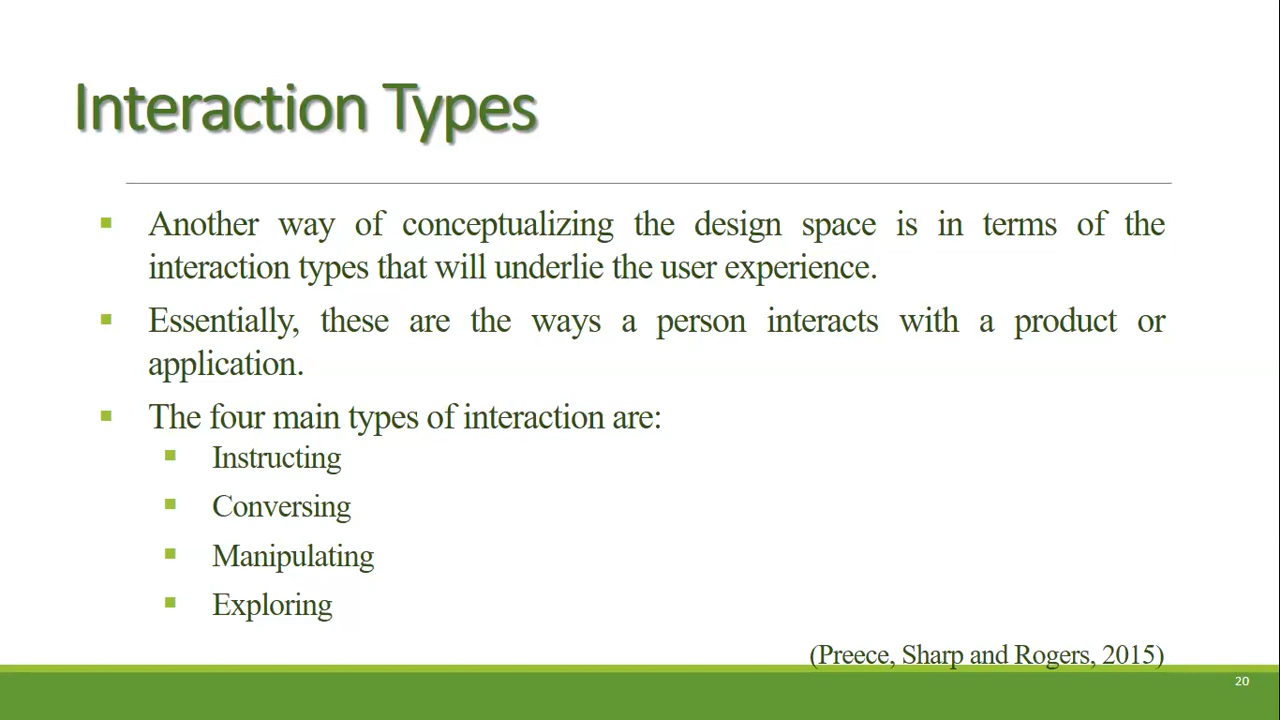 Interaction Types
Another way of conceptualizing the design space is in terms of the
interaction types that will underlie the user experience.
Essentially, these are the ways a person interacts with a product or
application.
The four main types of interaction are:
Instructing
Conversing
Manipulating
Exploring
(Preece, Sharp and Rogers, 2015)
20